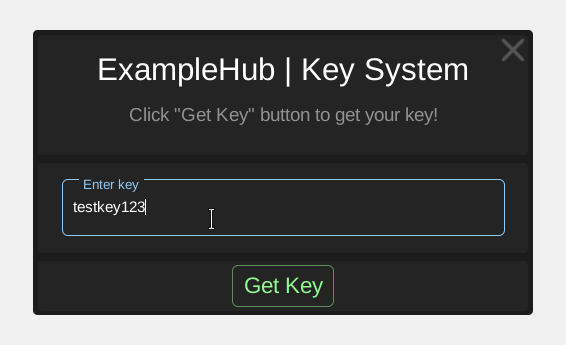 ExampleHub | Key System
Click "Get Key" button to get your key!
Enter key
testkey123
Get Key